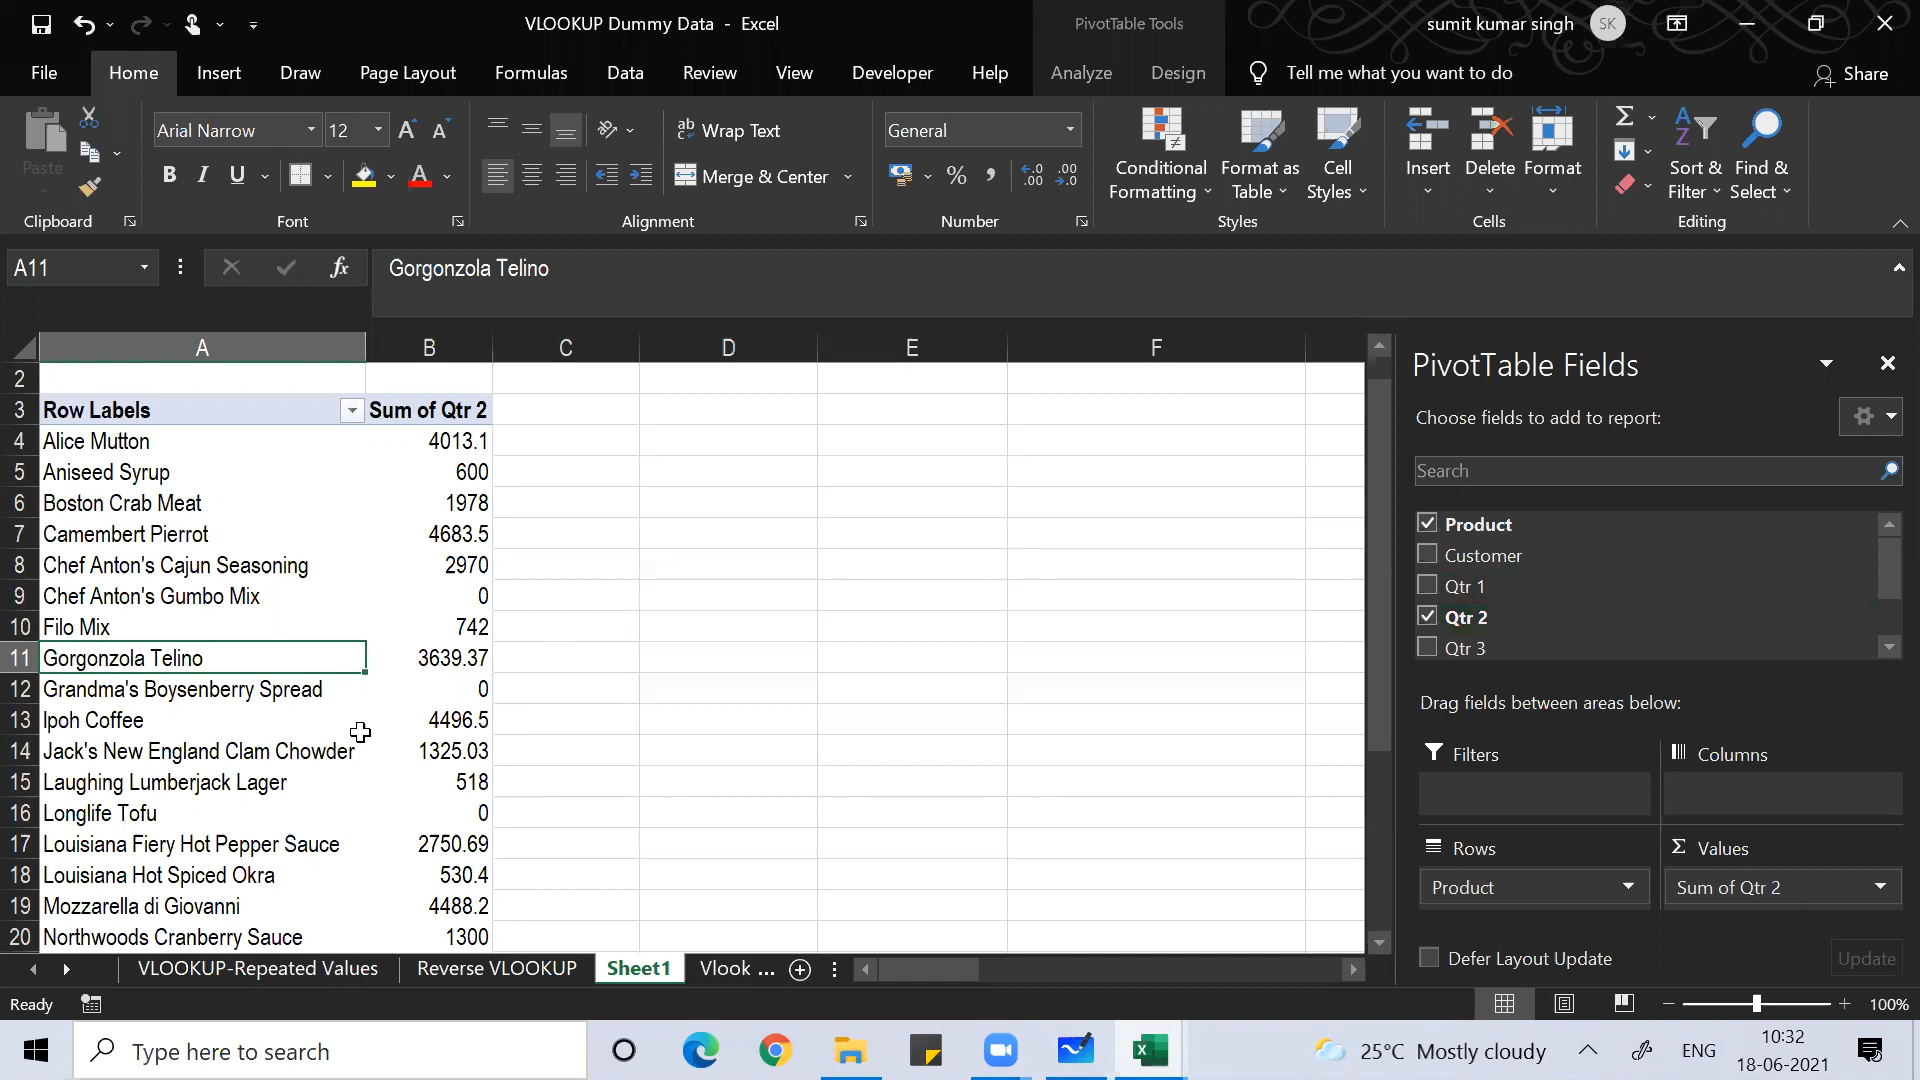 VLOOKUP Dummy Data - Excel
PivotTable Tools
sumit kumar singh
SK
File
Home
Insert
Draw
Page Layout
Formulas
Data
Review
View
Developer
Help
Analyze
Design
Tell me what you want to do
Share
Paste
Clipboard
Arial Narrow
12
B I U
Font
Wrap Text
Merge & Center
Alignment
General
Number
Conditional Formatting
Format as Table
Cell Styles
Styles
Insert
Delete
Format
Cells
Sort & Filter
Find & Select
Editing
A11
fx
Gorgonzola Telino
A B C D E F
2
3 Row Labels Sum of Qtr 2
4 Alice Mutton 4013.1
5 Aniseed Syrup 600
6 Boston Crab Meat 1978
7 Camembert Pierrot 4683.5
8 Chef Anton's Cajun Seasoning 2970
9 Chef Anton's Gumbo Mix 0
10 Filo Mix 742
11 Gorgonzola Telino 3639.37
12 Grandma's Boysenberry Spread 0
13 Ipoh Coffee 4496.5
14 Jack's New England Clam Chowder 1325.03
15 Laughing Lumberjack Lager 518
16 Longlife Tofu 0
17 Louisiana Fiery Hot Pepper Sauce 2750.69
18 Louisiana Hot Spiced Okra 530.4
19 Mozzarella di Giovanni 4488.2
20 Northwoods Cranberry Sauce 1300
PivotTable Fields
Choose fields to add to report:
Search
Product
Customer
Qtr 1
Qtr 2
Qtr 3
Drag fields between areas below:
Filters
Columns
Rows
Values
Product
Sum of Qtr 2
Defer Layout Update
Update
VLOOKUP-Repeated Values
Reverse VLOOKUP
Sheet1
Vlook ...
Ready
100%
Type here to search
25°C Mostly cloudy
ENG
10:32
18-06-2021